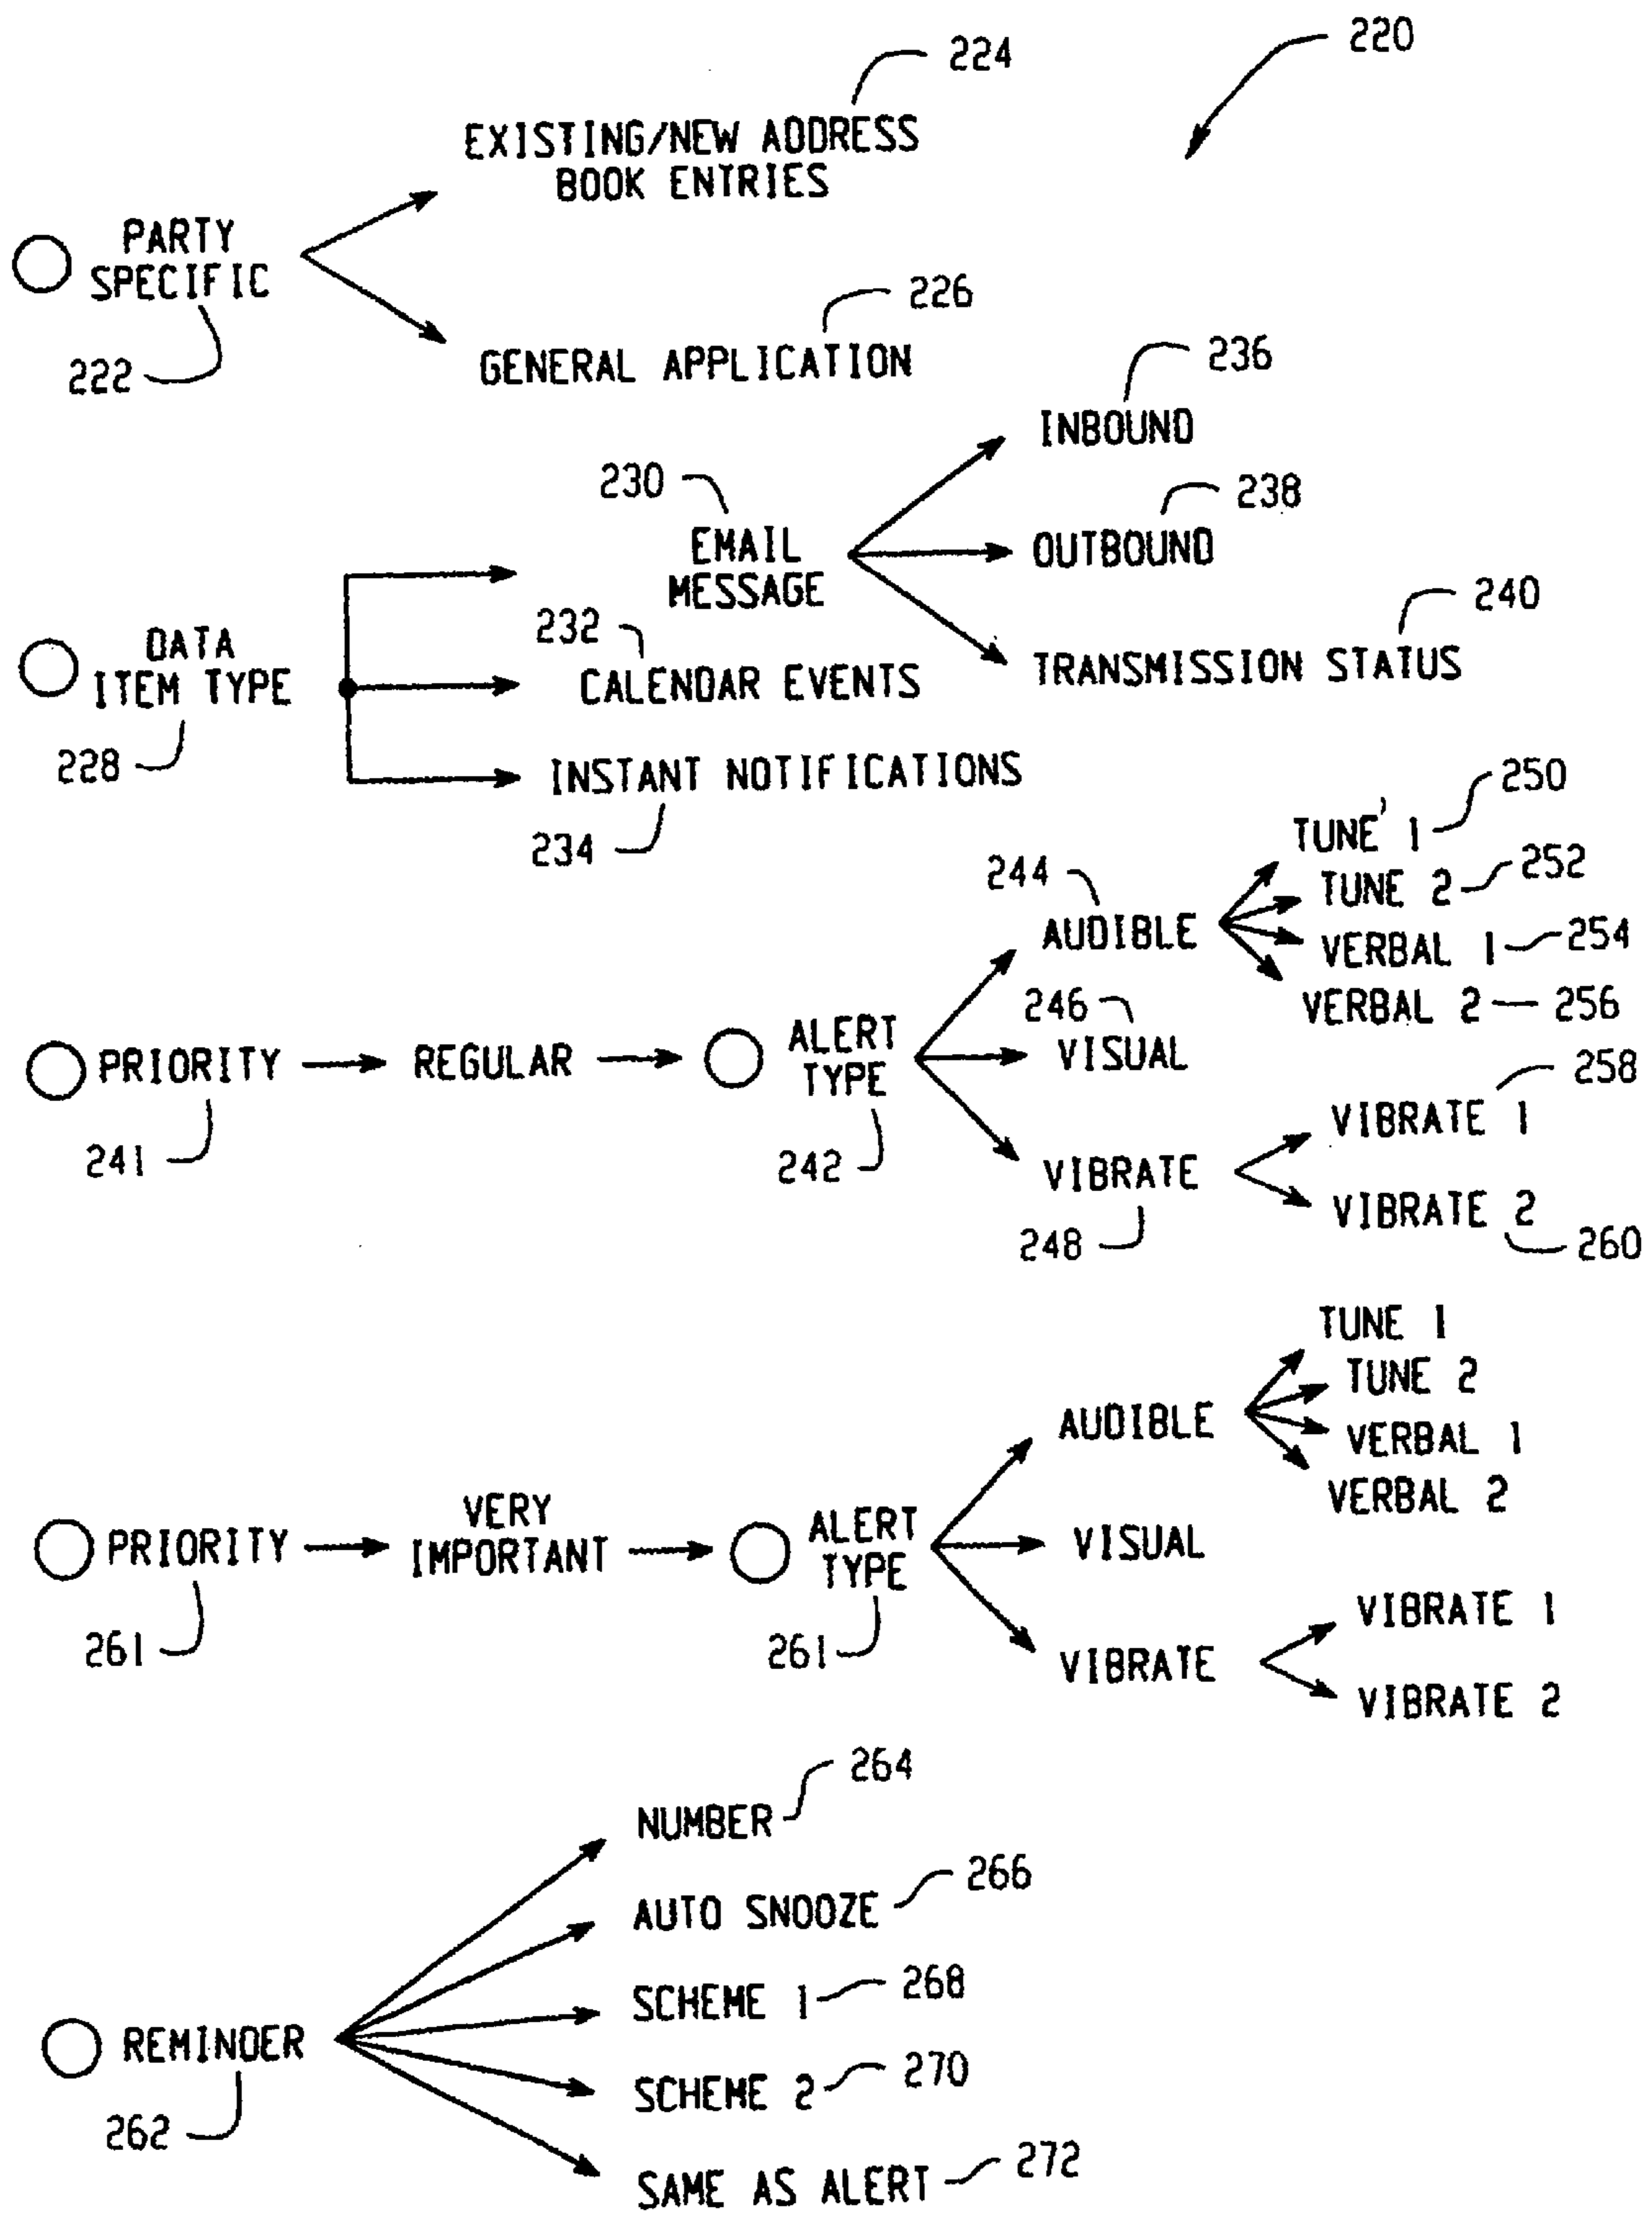 220
224
EXISTING/NEW ADDRESS
BOOK ENTRIES
PARTY
SPECIFIC
222
226
GENERAL APPLICATION
236
INBOUND
230
EMAIL
MESSAGE
238
OUTBOUND
240
TRANSMISSION STATUS
232
CALENDAR EVENTS
DATA
ITEM TYPE
228
INSTANT NOTIFICATIONS
234
250
TUNE 1
244
AUDIBLE
TUNE 2
252
VERBAL 1
254
VERBAL 2
256
246
VISUAL
PRIORITY
241
REGULAR
ALERT
TYPE
242
258
VIBRATE 1
VIBRATE
248
VIBRATE 2
260
TUNE 1
TUNE 2
AUDIBLE
VERBAL 1
VERBAL 2
PRIORITY
261
VERY
IMPORTANT
ALERT
TYPE
261
VISUAL
VIBRATE 1
VIBRATE
VIBRATE 2
264
NUMBER
266
AUTO SNOOZE
SCHEME 1
268
REMINDER
262
SCHEME 2
270
SAME AS ALERT
272